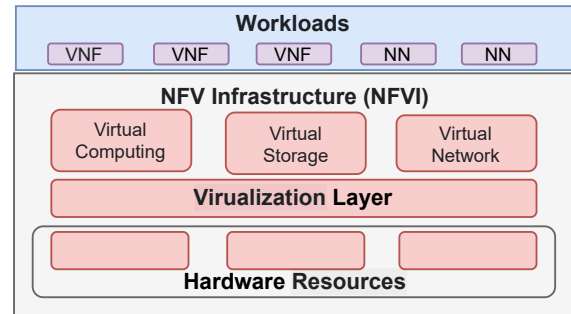 Workloads
VNF VNF VNF NN NN
NFV Infrastructure (NFVI)
Virtual Computing
Virtual Storage
Virtual Network
Virualization Layer
Hardware Resources